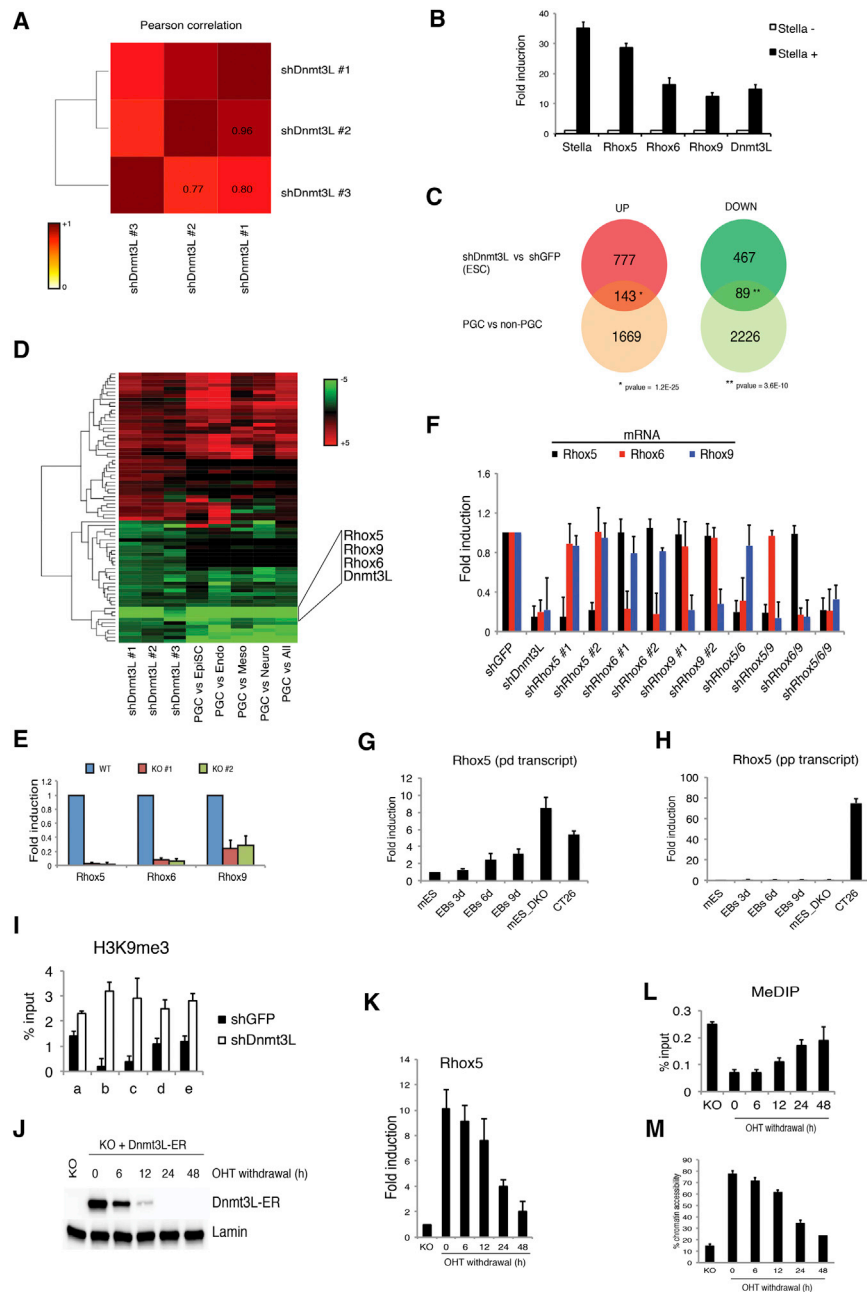 A
Pearson correlation
shDnmt3L #1
shDnmt3L #2
shDnmt3L #3
0.96
0.77
0.80
+1
0
shDnmt3L #3
shDnmt3L #2
shDnmt3L #1
B
Fold inducrion
40
30
20
10
0
Stella -
Stella +
Stella Rhox5 Rhox6 Rhox9 Dnmt3L
C
UP
DOWN
shDnmt3L vs shGFP
(ESC)
777
467
143 *
89 **
PGC vs non-PGC
1669
2226
* pvalue = 1.2E-25
** pvalue = 3.6E-10
D
-5
+5
Rhox5
Rhox9
Rhox6
Dnmt3L
shDnmt3L #1
shDnmt3L #2
shDnmt3L #3
PGC vs EpiSC
PGC vs Endo
PGC vs Meso
PGC vs Neuro
PGC vs All
E
WT
KO #1
KO #2
Fold induction
1.2
1
0.8
0.6
0.4
0.2
0
Rhox5 Rhox6 Rhox9
F
mRNA
Rhox5 Rhox6 Rhox9
Fold induction
1.6
1.2
0.8
0.4
0
shGFP
shDnmt3L
shRhox5 #1
shRhox5 #2
shRhox6 #1
shRhox6 #2
shRhox9 #1
shRhox9 #2
shRhox5/6
shRhox5/9
shRhox6/9
shRhox5/6/9
G
Rhox5 (pd transcript)
Fold induction
12
10
8
6
4
2
0
mES
EBs 3d
EBs 6d
EBs 9d
mES_DKO
CT26
H
Rhox5 (pp transcript)
Fold induction
100
80
60
40
20
0
mES
EBs 3d
EBs 6d
EBs 9d
mES_DKO
CT26
I
H3K9me3
% input
4
3
2
1
0
a b c d e
shGFP
shDnmt3L
J
KO + Dnmt3L-ER
KO
0 6 12 24 48 OHT withdrawal (h)
Dnmt3L-ER
Lamin
K
Rhox5
Fold induction
14
12
10
8
6
4
2
0
KO 0 6 12 24 48
OHT withdrawal (h)
L
MeDIP
% input
0.3
0.2
0.1
0
KO 0 6 12 24 48
OHT withdrawal (h)
M
% chromatin accessibility
90
80
70
60
50
40
30
20
10
0
KO 0 6 12 24 48
OHT withdrawal (h)